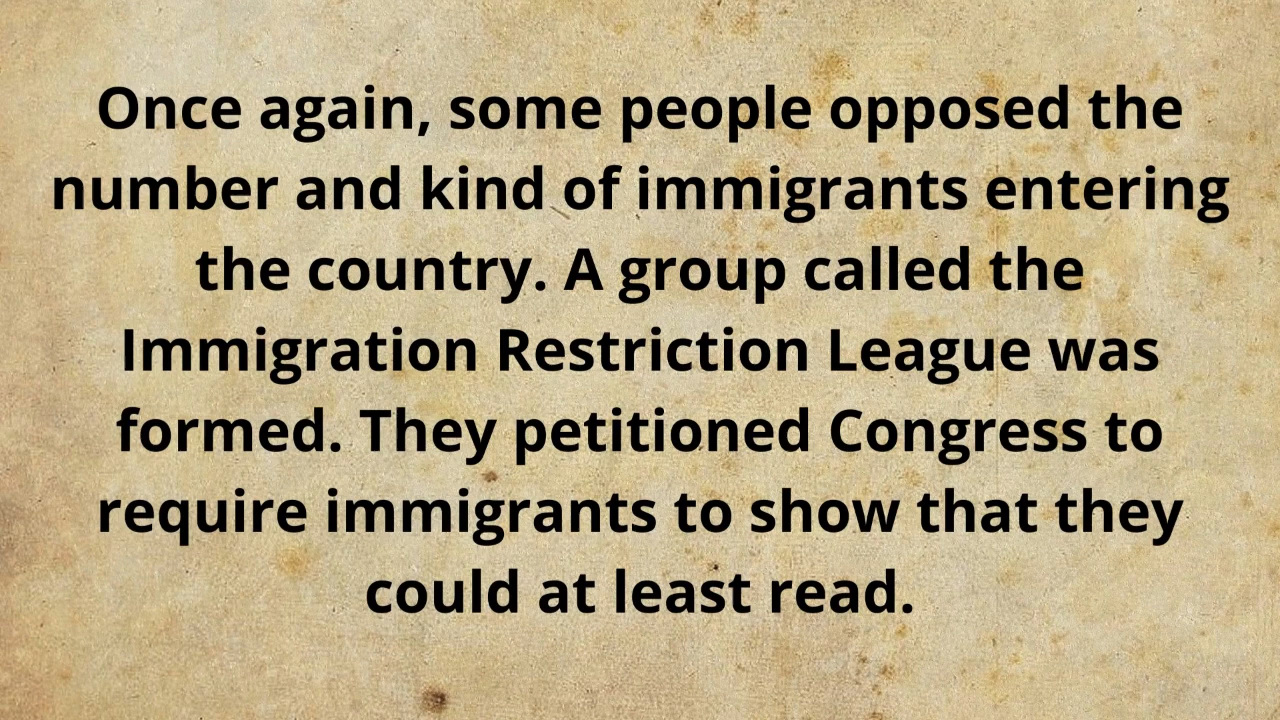 Once again, some people opposed the
number and kind of immigrants entering
the country. A group called the
Immigration Restriction League was
formed. They petitioned Congress to
require immigrants to show that they
could at least read.